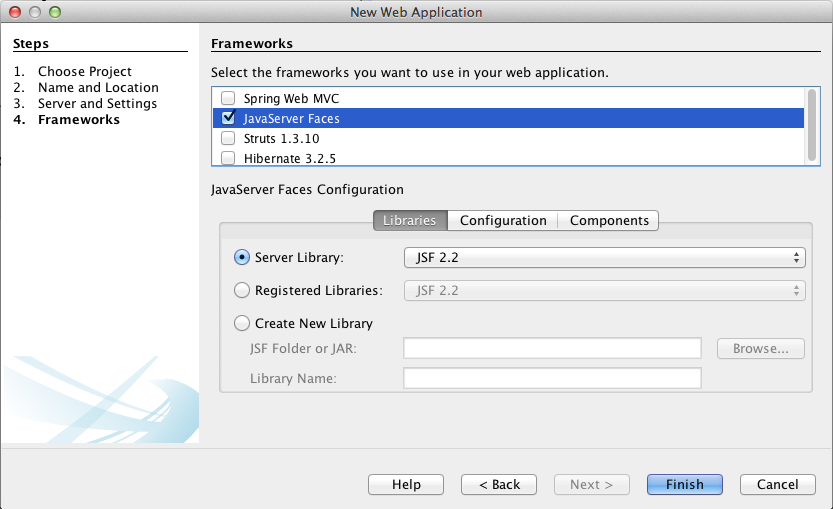 New Web Application
Steps
1. Choose Project
2. Name and Location
3. Server and Settings
4. Frameworks
Frameworks
Select the frameworks you want to use in your web application.
Spring Web MVC
JavaServer Faces
Struts 1.3.10
Hibernate 3.2.5
JavaServer Faces Configuration
Libraries Configuration Components
Server Library: JSF 2.2
Registered Libraries: JSF 2.2
Create New Library
JSF Folder or JAR: Browse...
Library Name:
Help < Back Next > Finish Cancel